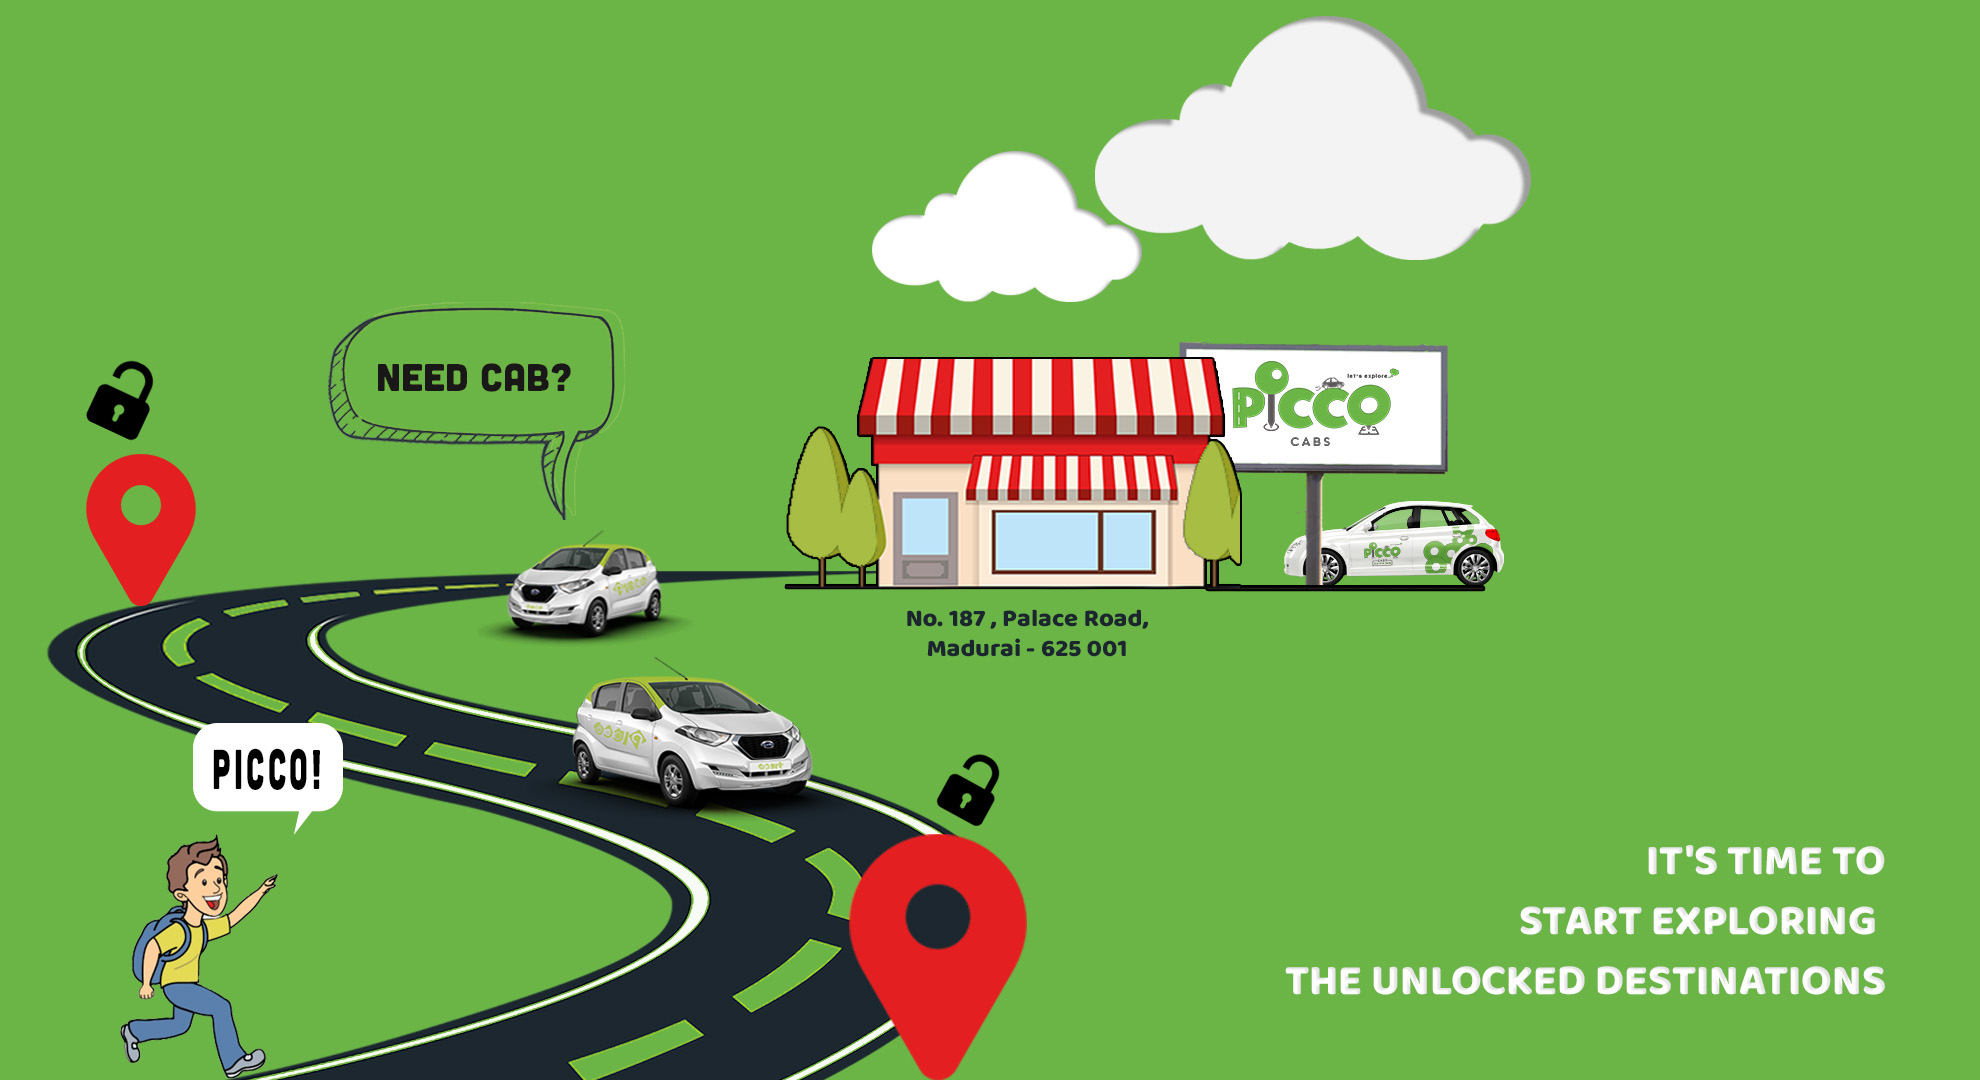 NEED CAB?
let's explore
PICCO
CABS
PICCO
No. 187 , Palace Road,
Madurai - 625 001
PICCO!
IT'S TIME TO
START EXPLORING
THE UNLOCKED DESTINATIONS